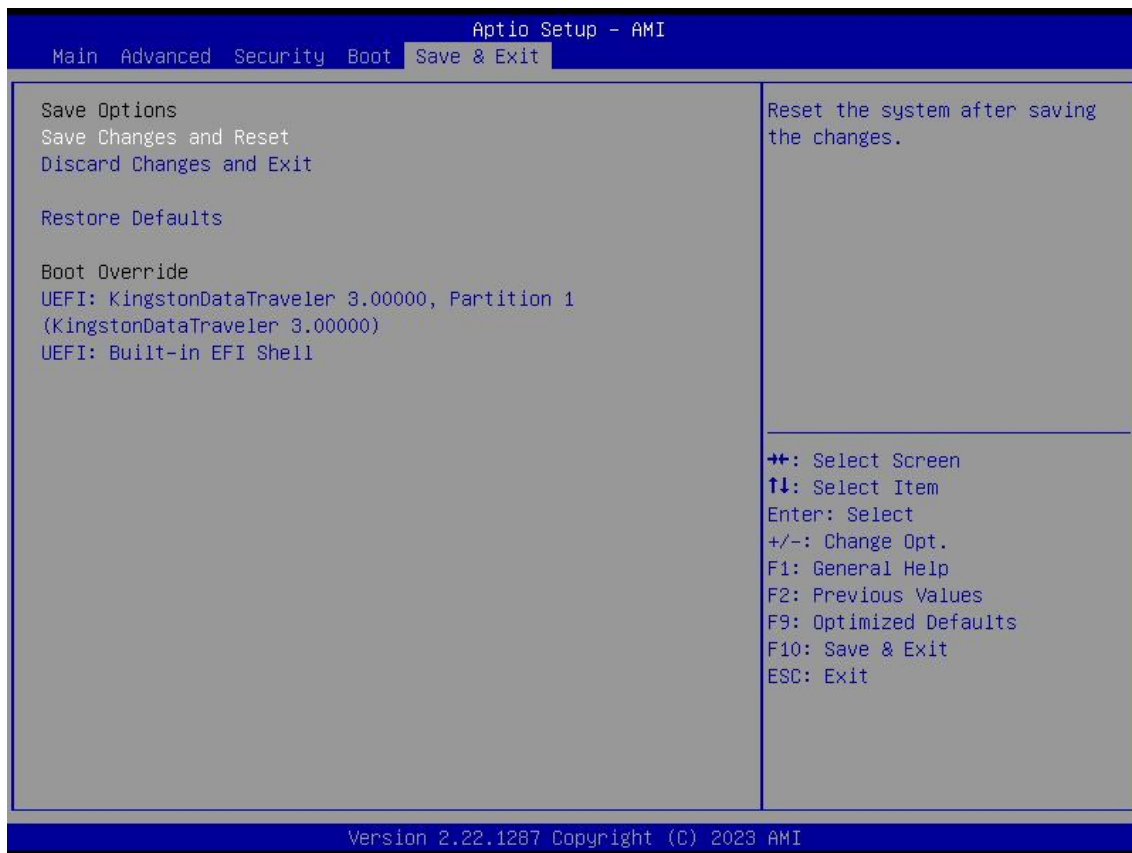 Aptio Setup - AMI
Main Advanced Security Boot Save & Exit
Save Options
Save Changes and Reset
Discard Changes and Exit
Restore Defaults
Boot Override
UEFI: KingstonDataTraveler 3.00000, Partition 1
(KingstonDataTraveler 3.00000)
UEFI: Built-in EFI Shell
Reset the system after saving
the changes.
→←: Select Screen
↑↓: Select Item
Enter: Select
+/-: Change Opt.
F1: General Help
F2: Previous Values
F9: Optimized Defaults
F10: Save & Exit
ESC: Exit
Version 2.22.1287 Copyright (C) 2023 AMI